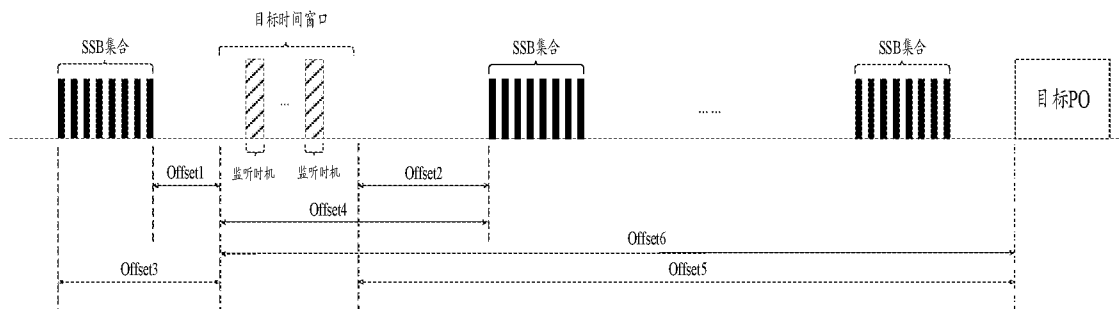 目标时间窗口
SSB集合
SSB集合
SSB集合
...
……
目标PO
监听时机
监听时机
Offset1
Offset2
Offset4
Offset6
Offset3
Offset5